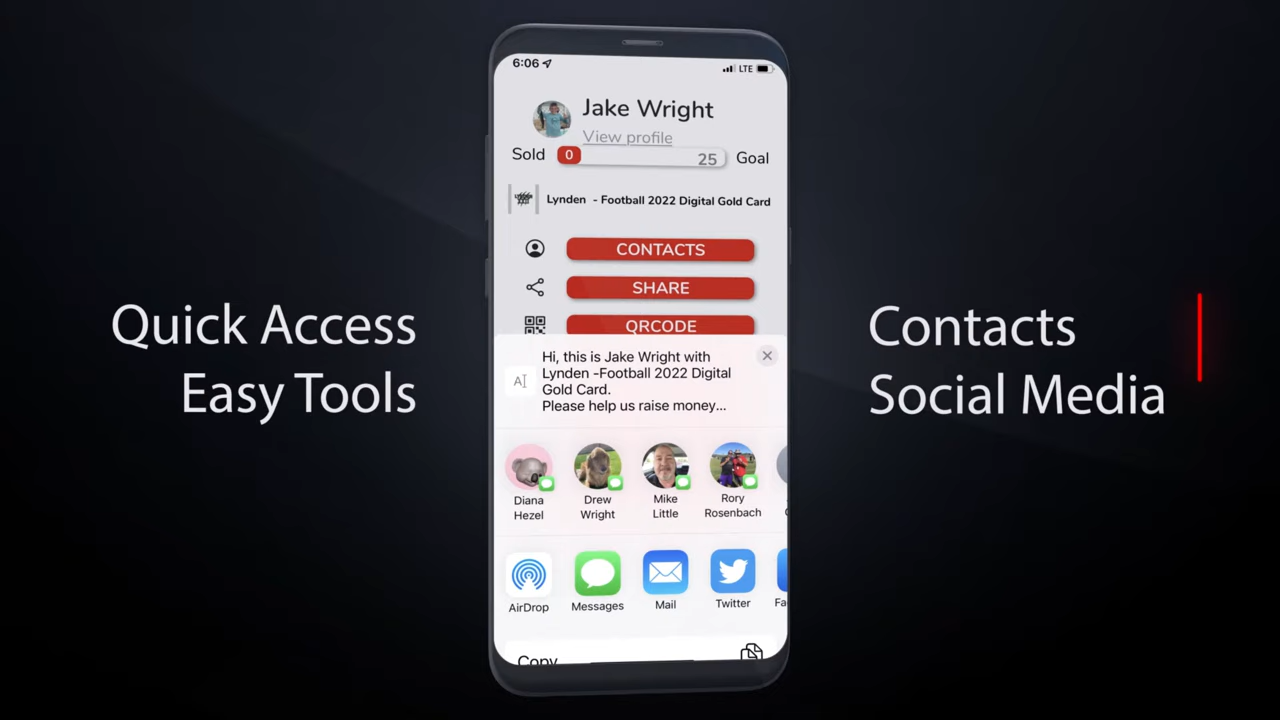 6:06
LTE
Jake Wright
View profile
Sold 0 25 Goal
Lynden - Football 2022 Digital Gold Card
CONTACTS
SHARE
QRCODE
Quick Access
Easy Tools
Contacts
Social Media
Hi, this is Jake Wright with
Lynden -Football 2022 Digital
Gold Card.
Please help us raise money...
Diana
Hezel
Drew
Wright
Mike
Little
Rory
Rosenbach
AirDrop
Messages
Mail
Twitter
Copy